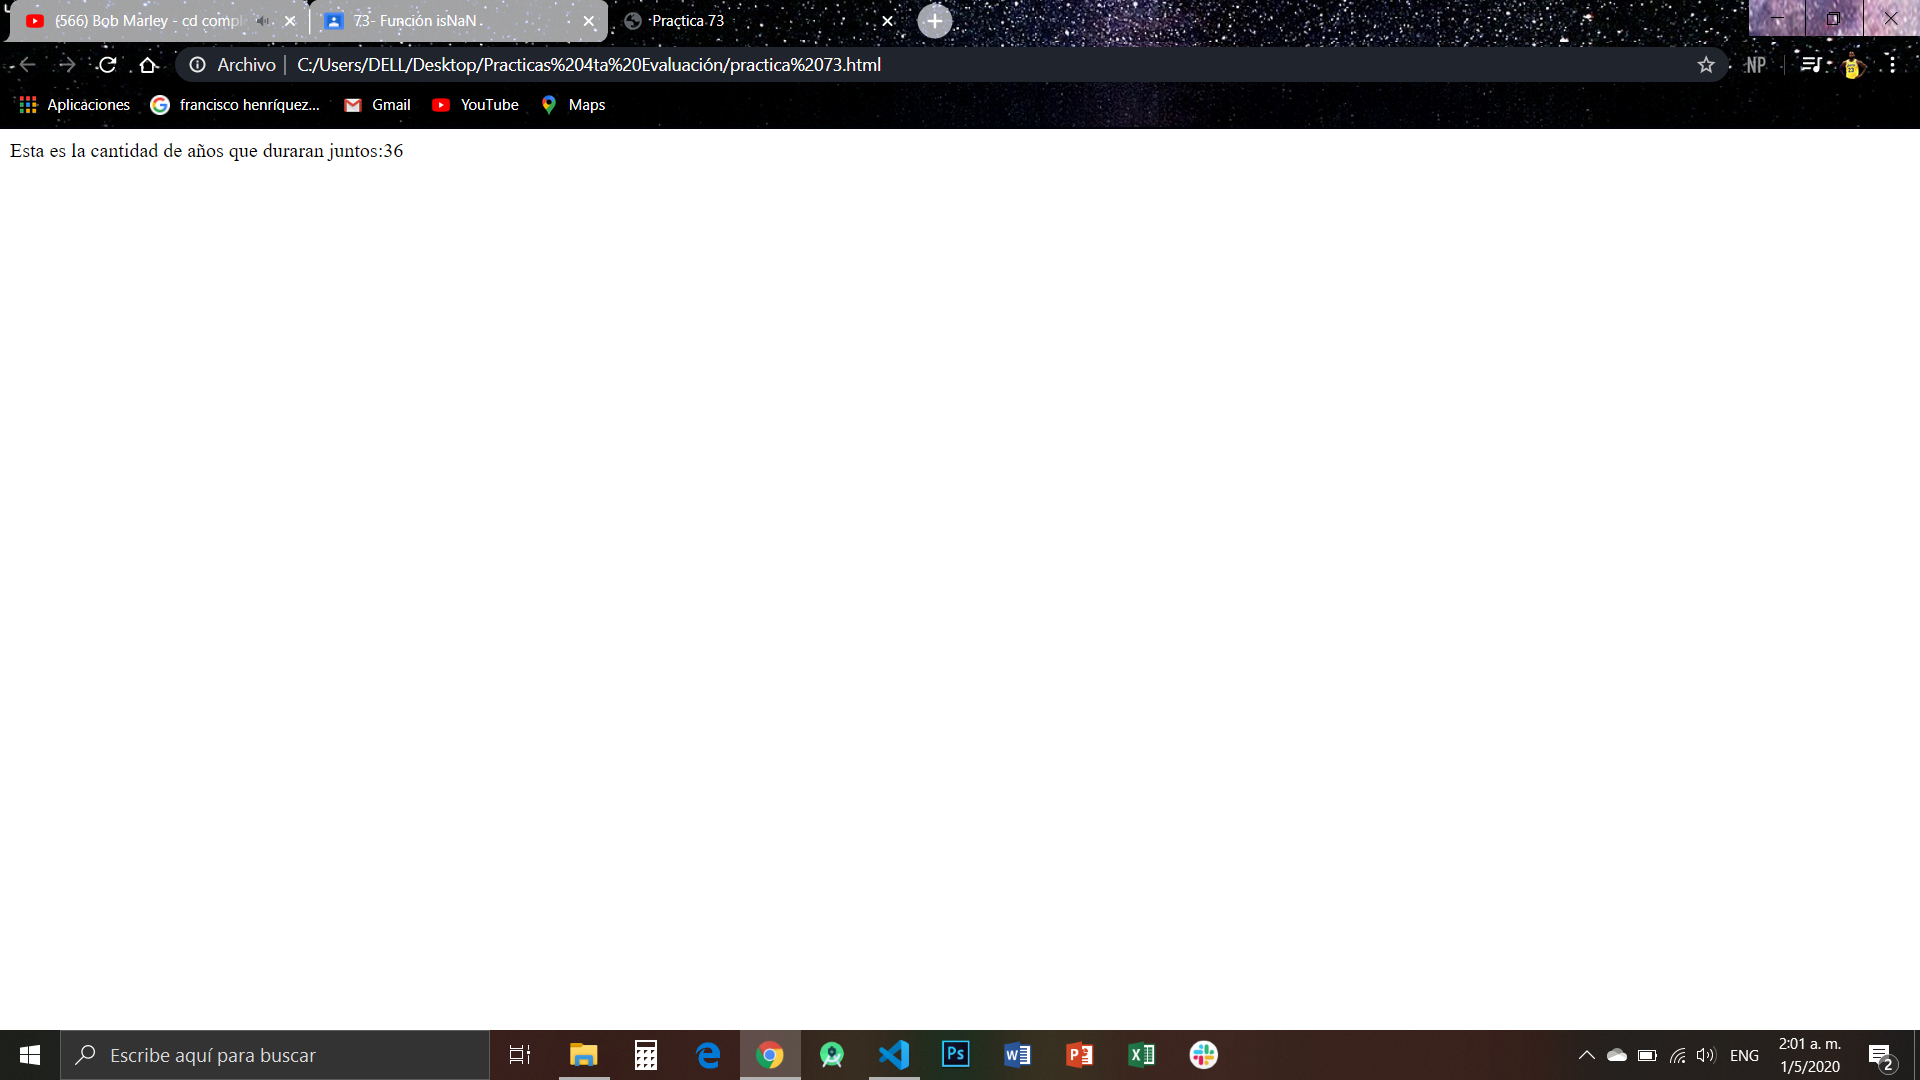 (566) Bob Marley - cd compl
73- Función isNaN
Practica 73
Archivo
C:/Users/DELL/Desktop/Practicas%204ta%20Evaluación/practica%2073.html
NP
Aplicaciones
francisco henríquez...
Gmail
YouTube
Maps
Esta es la cantidad de años que duraran juntos:36
Escribe aquí para buscar
Ps
ENG
2:01 a. m.
1/5/2020
2